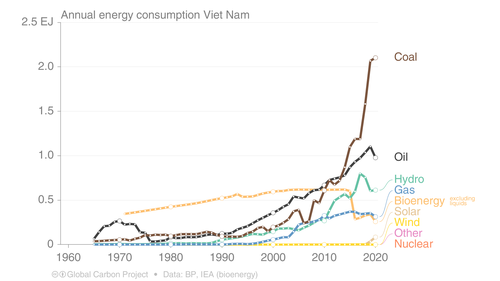 Annual energy consumption Viet Nam
2.5 EJ
2.0
1.5
1.0
0.5
0
1960
1970
1980
1990
2000
2010
2020
Coal
Oil
Hydro
Gas
Bioenergy excluding liquids
Solar
Wind
Other
Nuclear
Global Carbon Project • Data: BP, IEA (bioenergy)